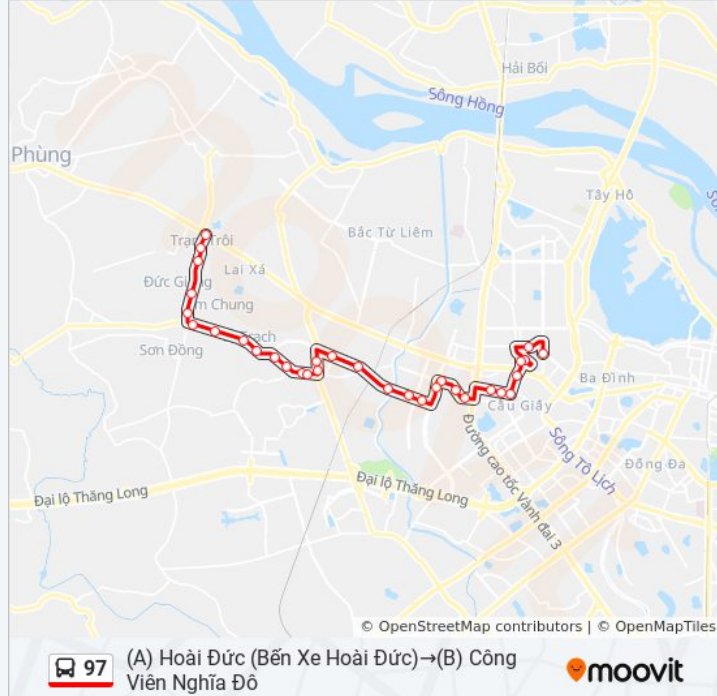 Hải Bối
Sông Hồng
Phùng
Tây Hồ
Trạm Trôi
Bắc Từ Liêm
Lai Xá
Đức Giang
Chung
Trạch
Sơn Đồng
Ba Đình
Cầu Giấy
Sông Tô Lịch
Đống Đa
Đường cao tốc Vành đai 3
Đại lộ Thăng Long
Đại lộ Thăng Long
© OpenStreetMap contributors | © OpenMapTiles
97
(A) Hoài Đức (Bến Xe Hoài Đức)→(B) Công
Viên Nghĩa Đô
moovit